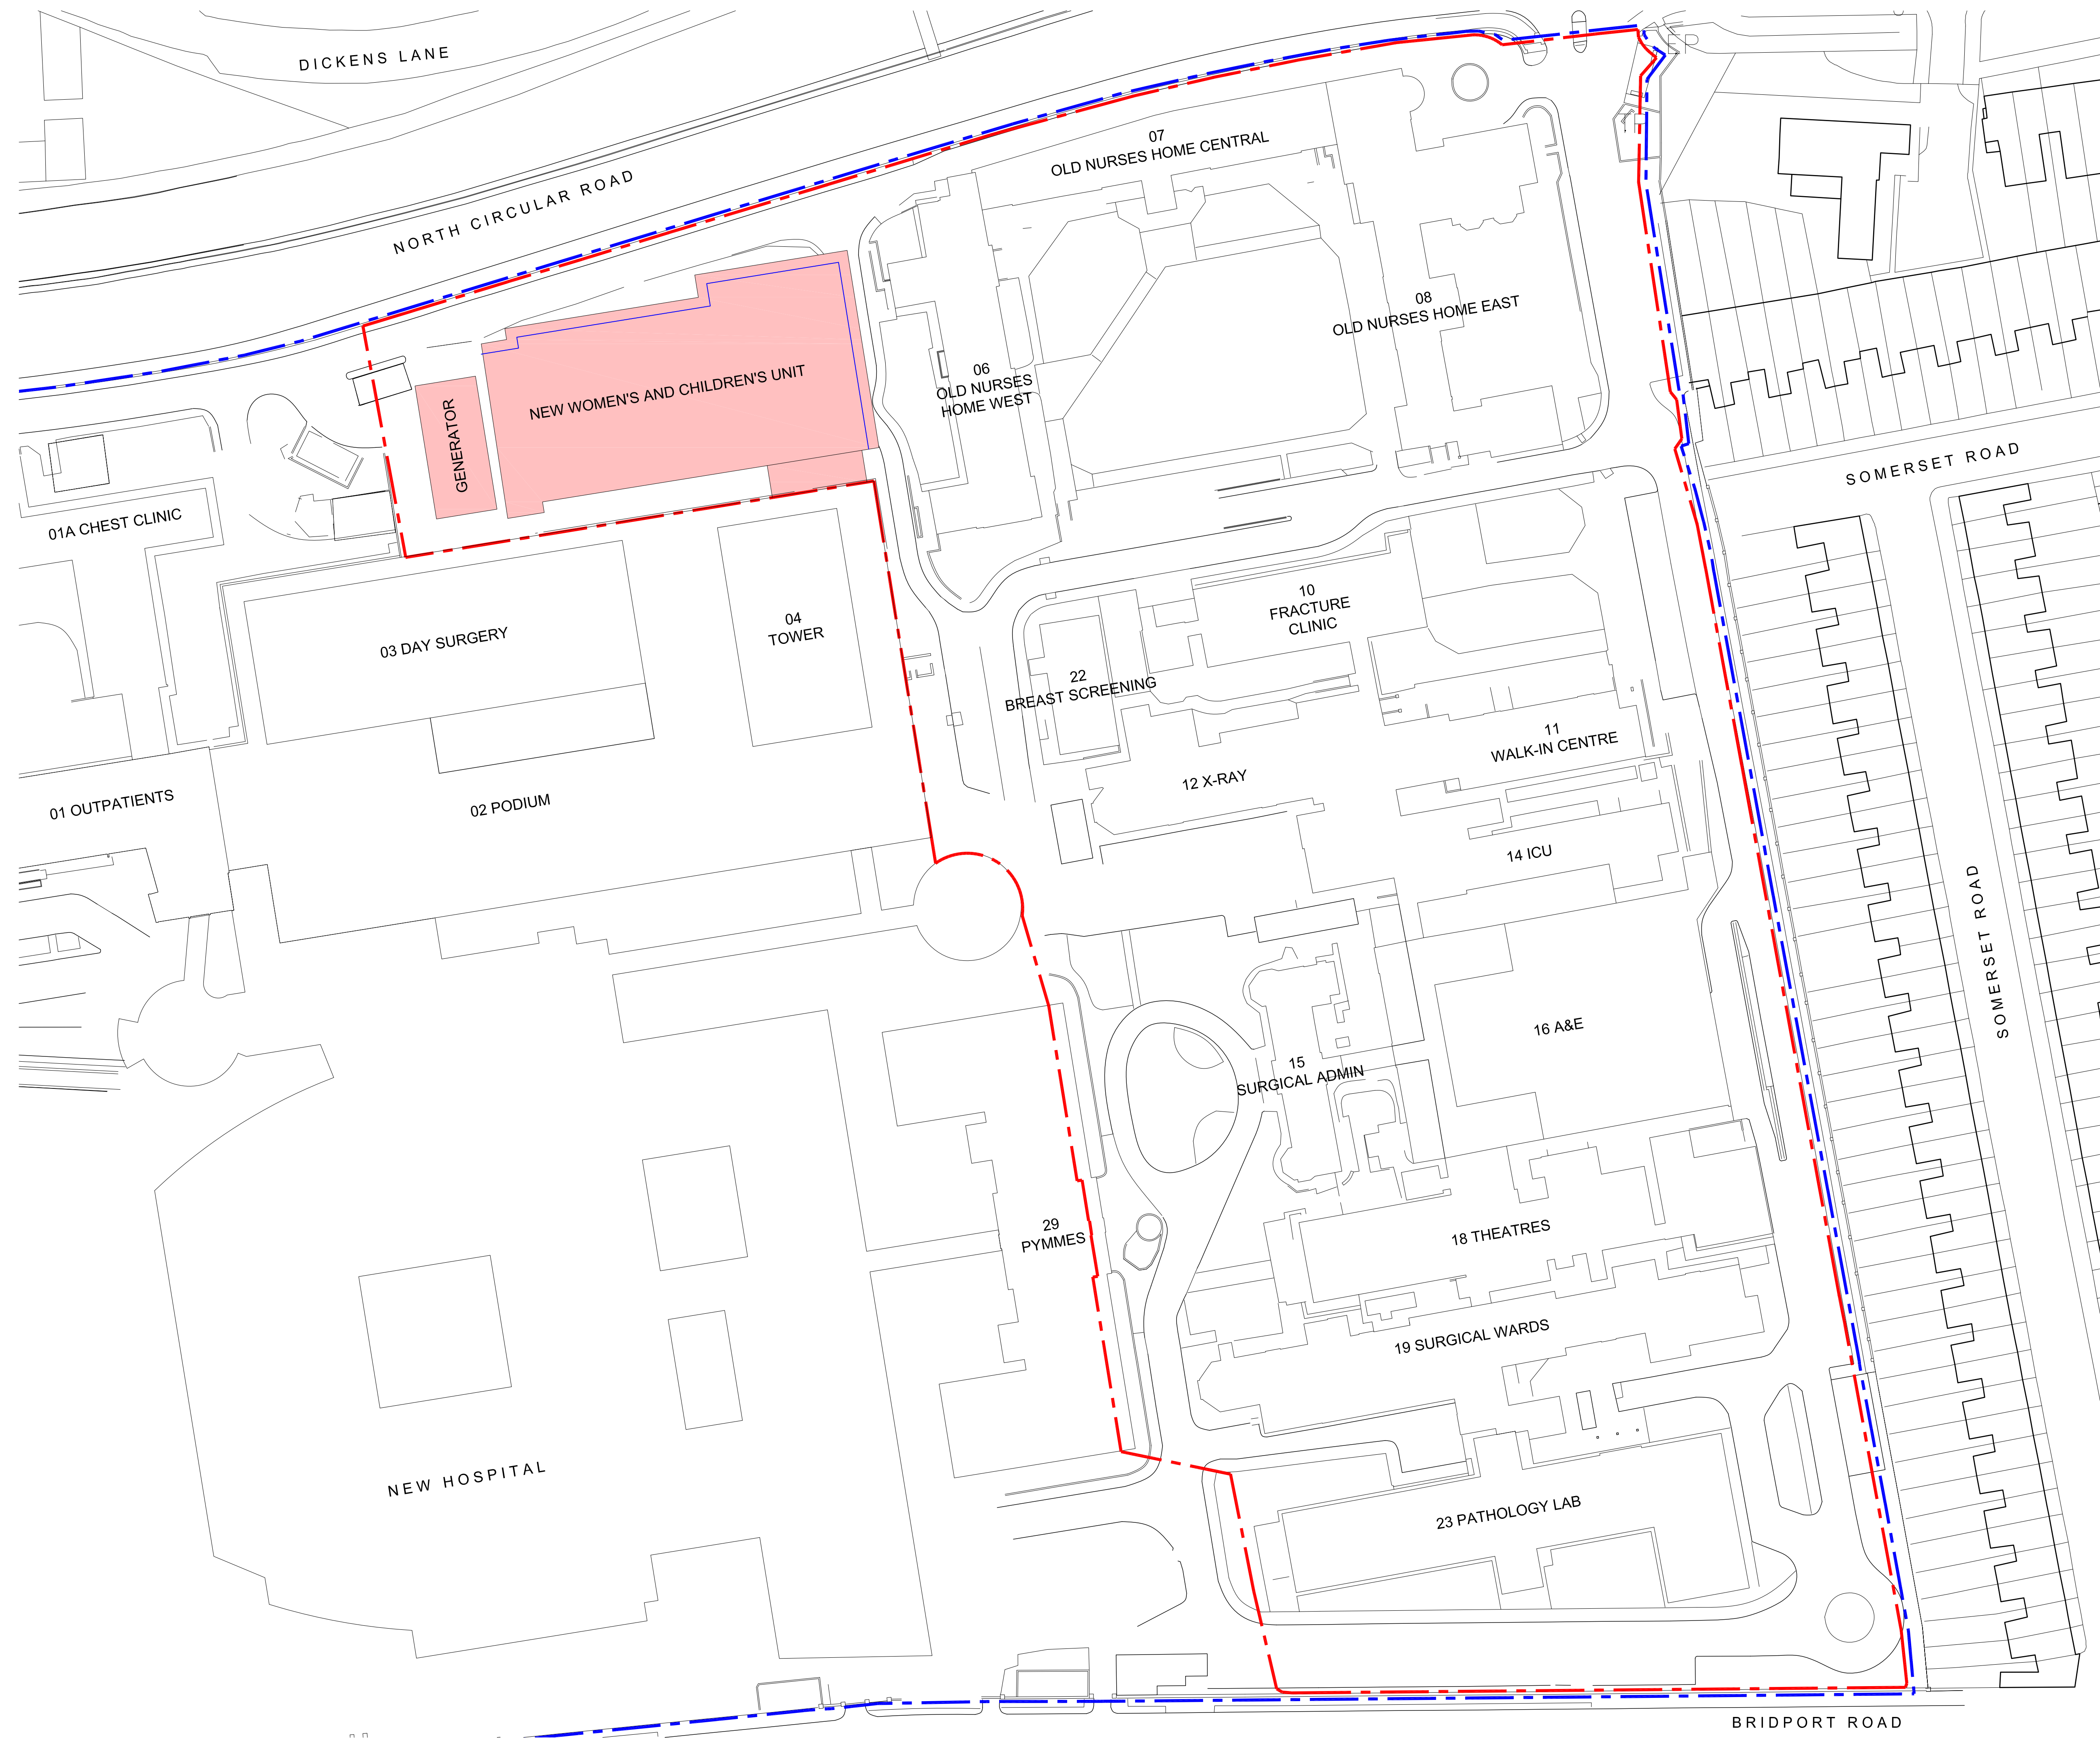 DICKENS LANE
EP
NORTH CIRCULAR ROAD
07
OLD NURSES HOME CENTRAL
08
OLD NURSES HOME EAST
06
OLD NURSES
HOME WEST
NEW WOMEN'S AND CHILDREN'S UNIT
GENERATOR
SOMERSET ROAD
01A CHEST CLINIC
03 DAY SURGERY
04
TOWER
10
FRACTURE
CLINIC
22
BREAST SCREENING
11
WALK-IN CENTRE
12 X-RAY
01 OUTPATIENTS
02 PODIUM
14 ICU
SOMERSET ROAD
16 A&E
15
SURGICAL ADMIN
29
PYMMES
18 THEATRES
19 SURGICAL WARDS
NEW HOSPITAL
23 PATHOLOGY LAB
BRIDPORT ROAD